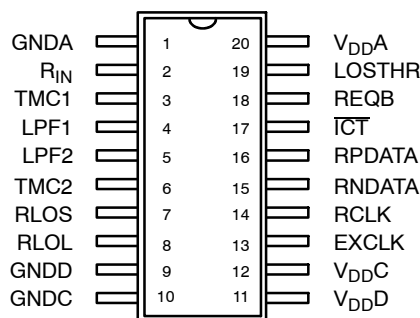 GNDA 1 20 VDDA
RIN 2 19 LOSTHR
TMC1 3 18 REQB
LPF1 4 17 I̅C̅T̅
LPF2 5 16 RPDATA
TMC2 6 15 RNDATA
RLOS 7 14 RCLK
RLOL 8 13 EXCLK
GNDD 9 12 VDDC
GNDC 10 11 VDDD